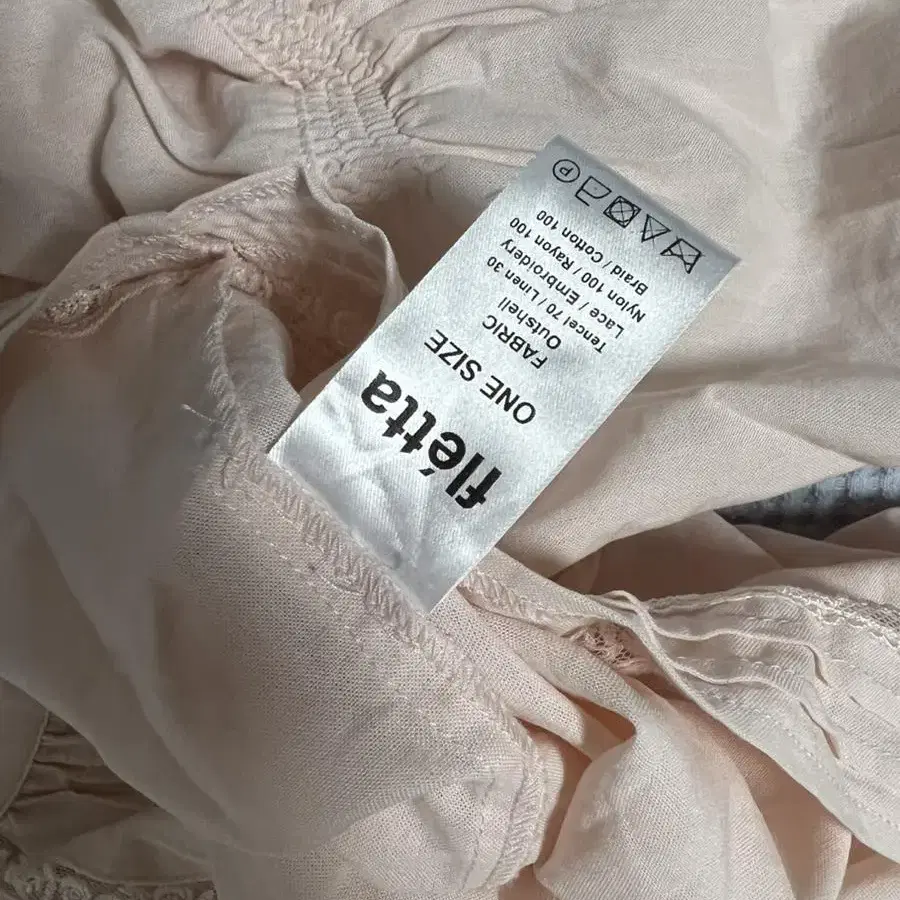 flétta
ONE SIZE
FABRIC
Outshell
Tencel 70 / Linen 30
Lace / Embroidery
Nylon 100 / Rayon 100
Braid / Cotton 100
P